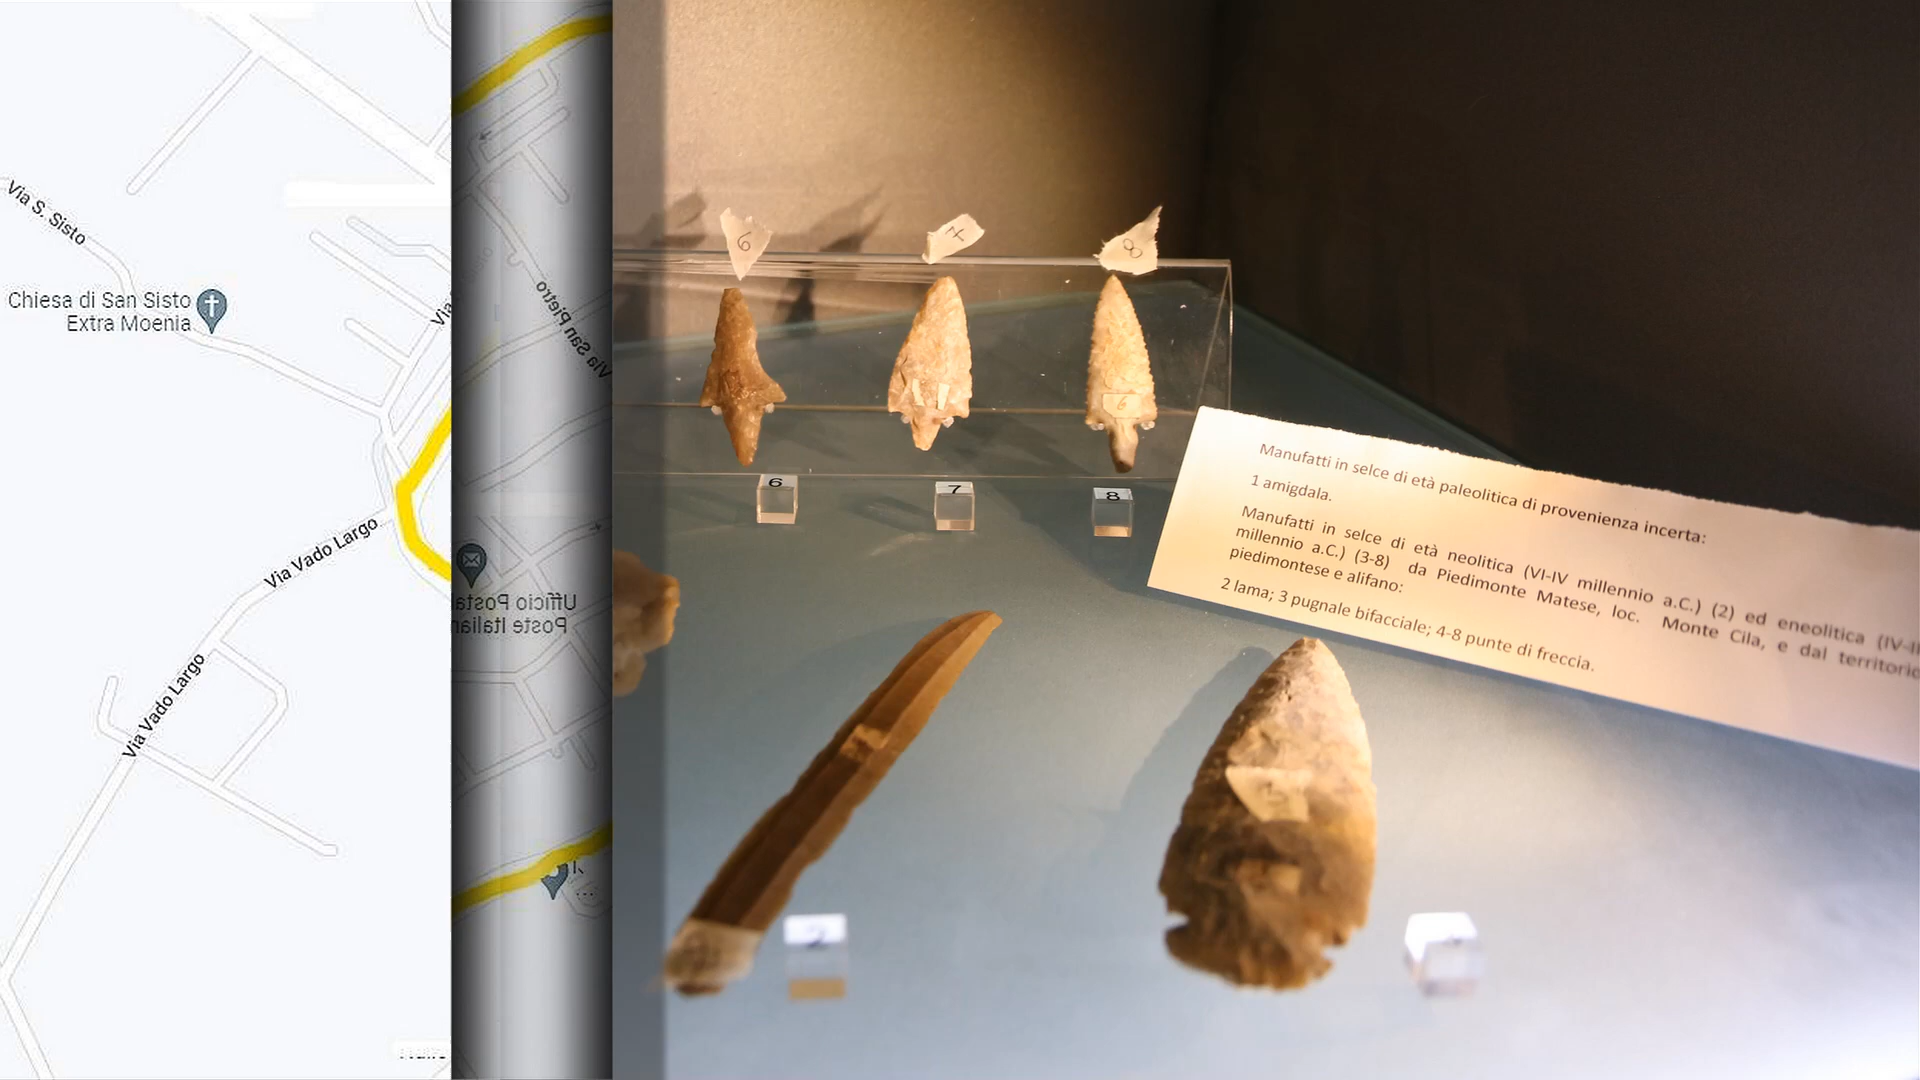 Via S. Sisto
Chiesa di San Sisto
Extra Moenia
Via
Via San Pietro
Via Vado Largo
Via Vado Largo
Ufficio
Poste
6
7
8
6
6
7
8
2
Manufatti in selce di età paleolitica di provenienza incerta:
1 amigdala.
Manufatti in selce di età neolitica (VI-IV millennio a.C.) (2) ed eneolitica
millennio a.C.) (3-8) da Piedimonte Matese, loc. Monte Cila, e dal territorio
piedimontese e alifano:
2 lama; 3 pugnale bifacciale; 4-8 punte di freccia.